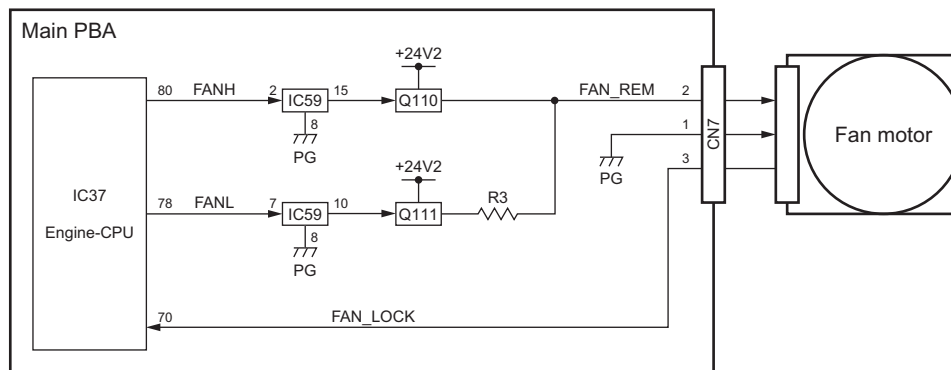 Main PBA
+24V2
80 FANH 2 IC59 15 Q110 FAN_REM 2
8
PG
1
PG
CN7
Fan motor
+24V2
3
R3
IC37
Engine-CPU
78 FANL 7 IC59 10 Q111
8
PG
70 FAN_LOCK